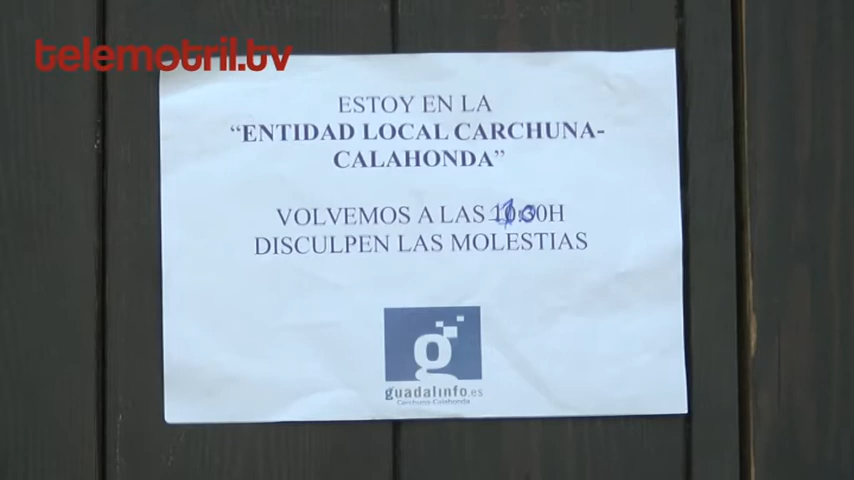 telemotril.tv
ESTOY EN LA
"ENTIDAD LOCAL CARCHUNA-
CALAHONDA"
VOLVEMOS A LAS
DISCULPEN LAS MOLESTIAS
g
guadalinfo.es
Carchuna-Calahonda